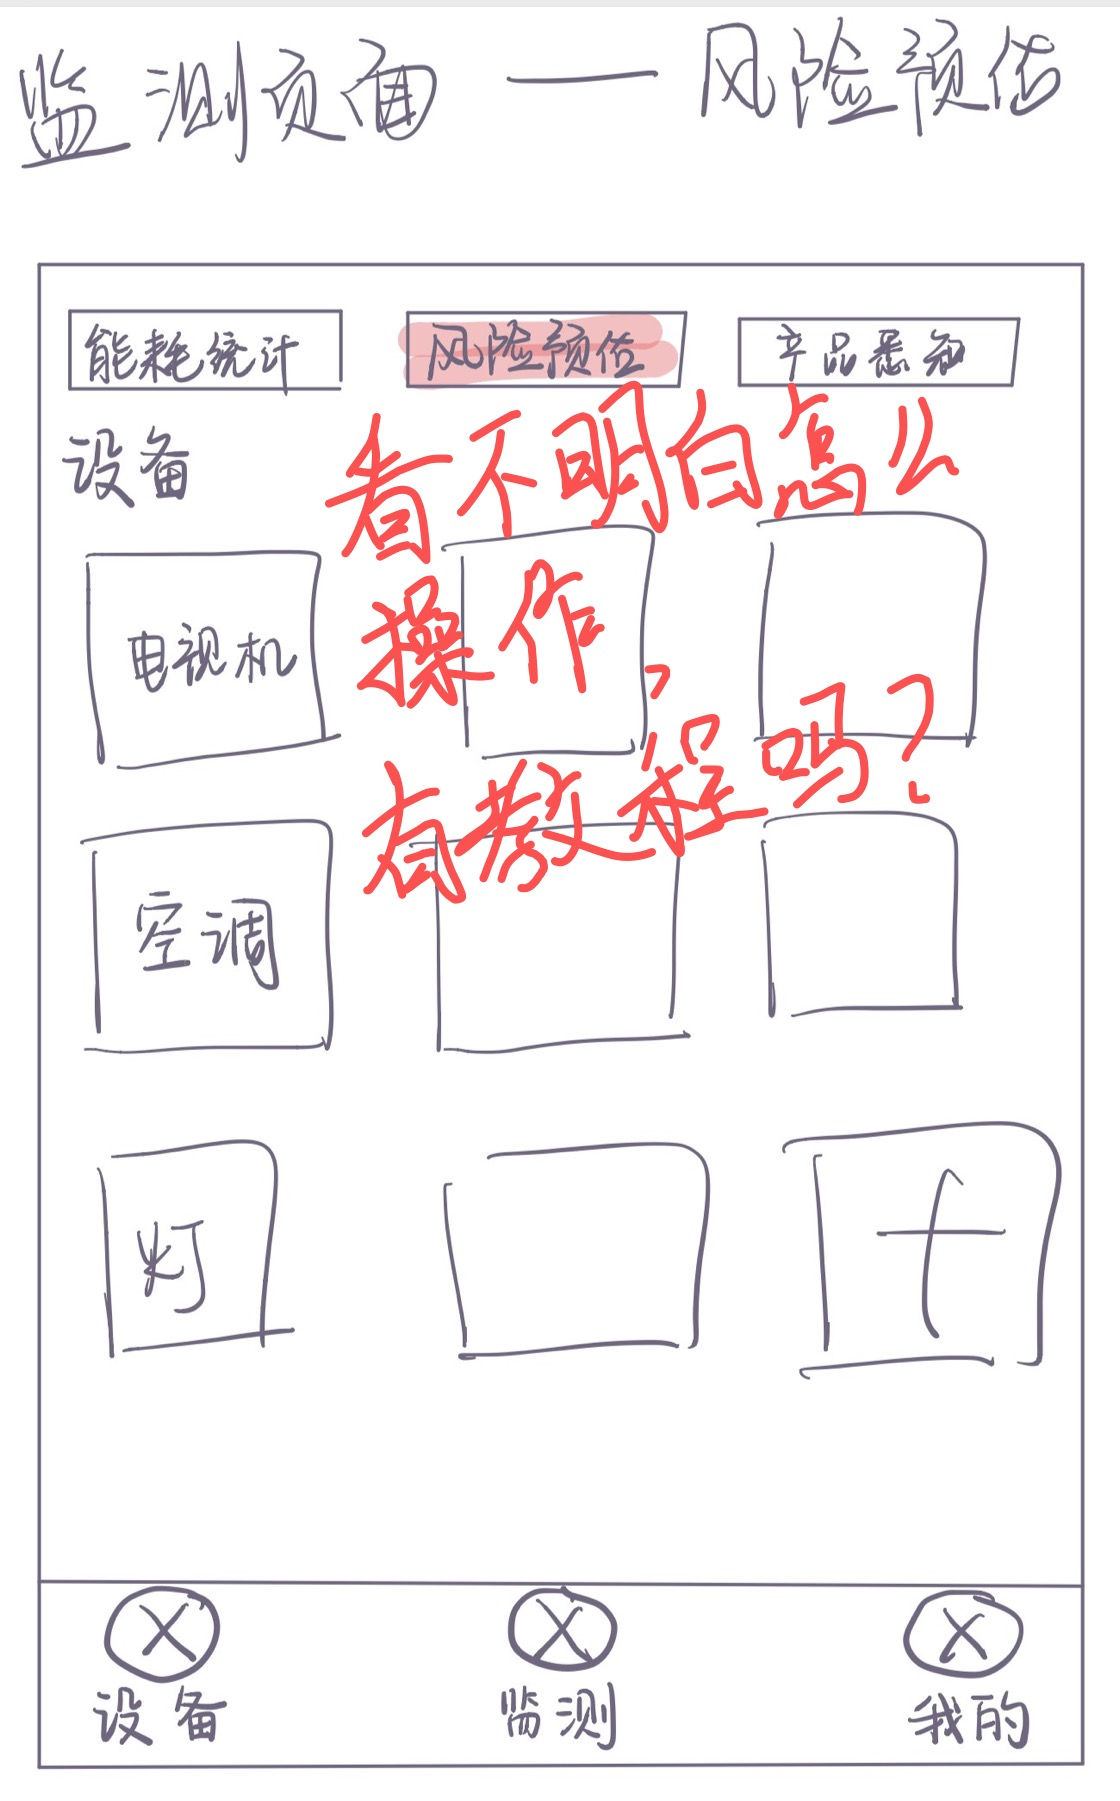 监测页面 —— 风险预估
能耗统计 风险预估 产品悉知
设备
看不明白怎么
操作，
有教程吗？
电视机
空调
灯
设备 监测 我的